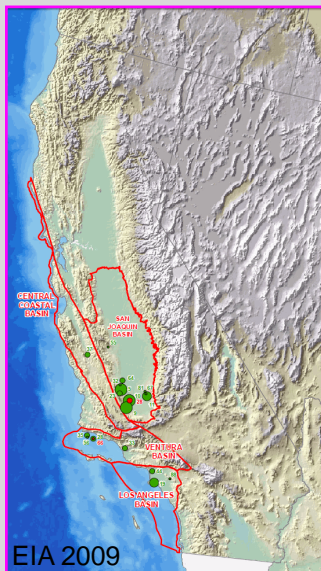 CENTRAL
COASTAL
BASIN
SAN
JOAQUIN
BASIN
VENTURA
BASIN
LOS ANGELES
BASIN
EIA 2009